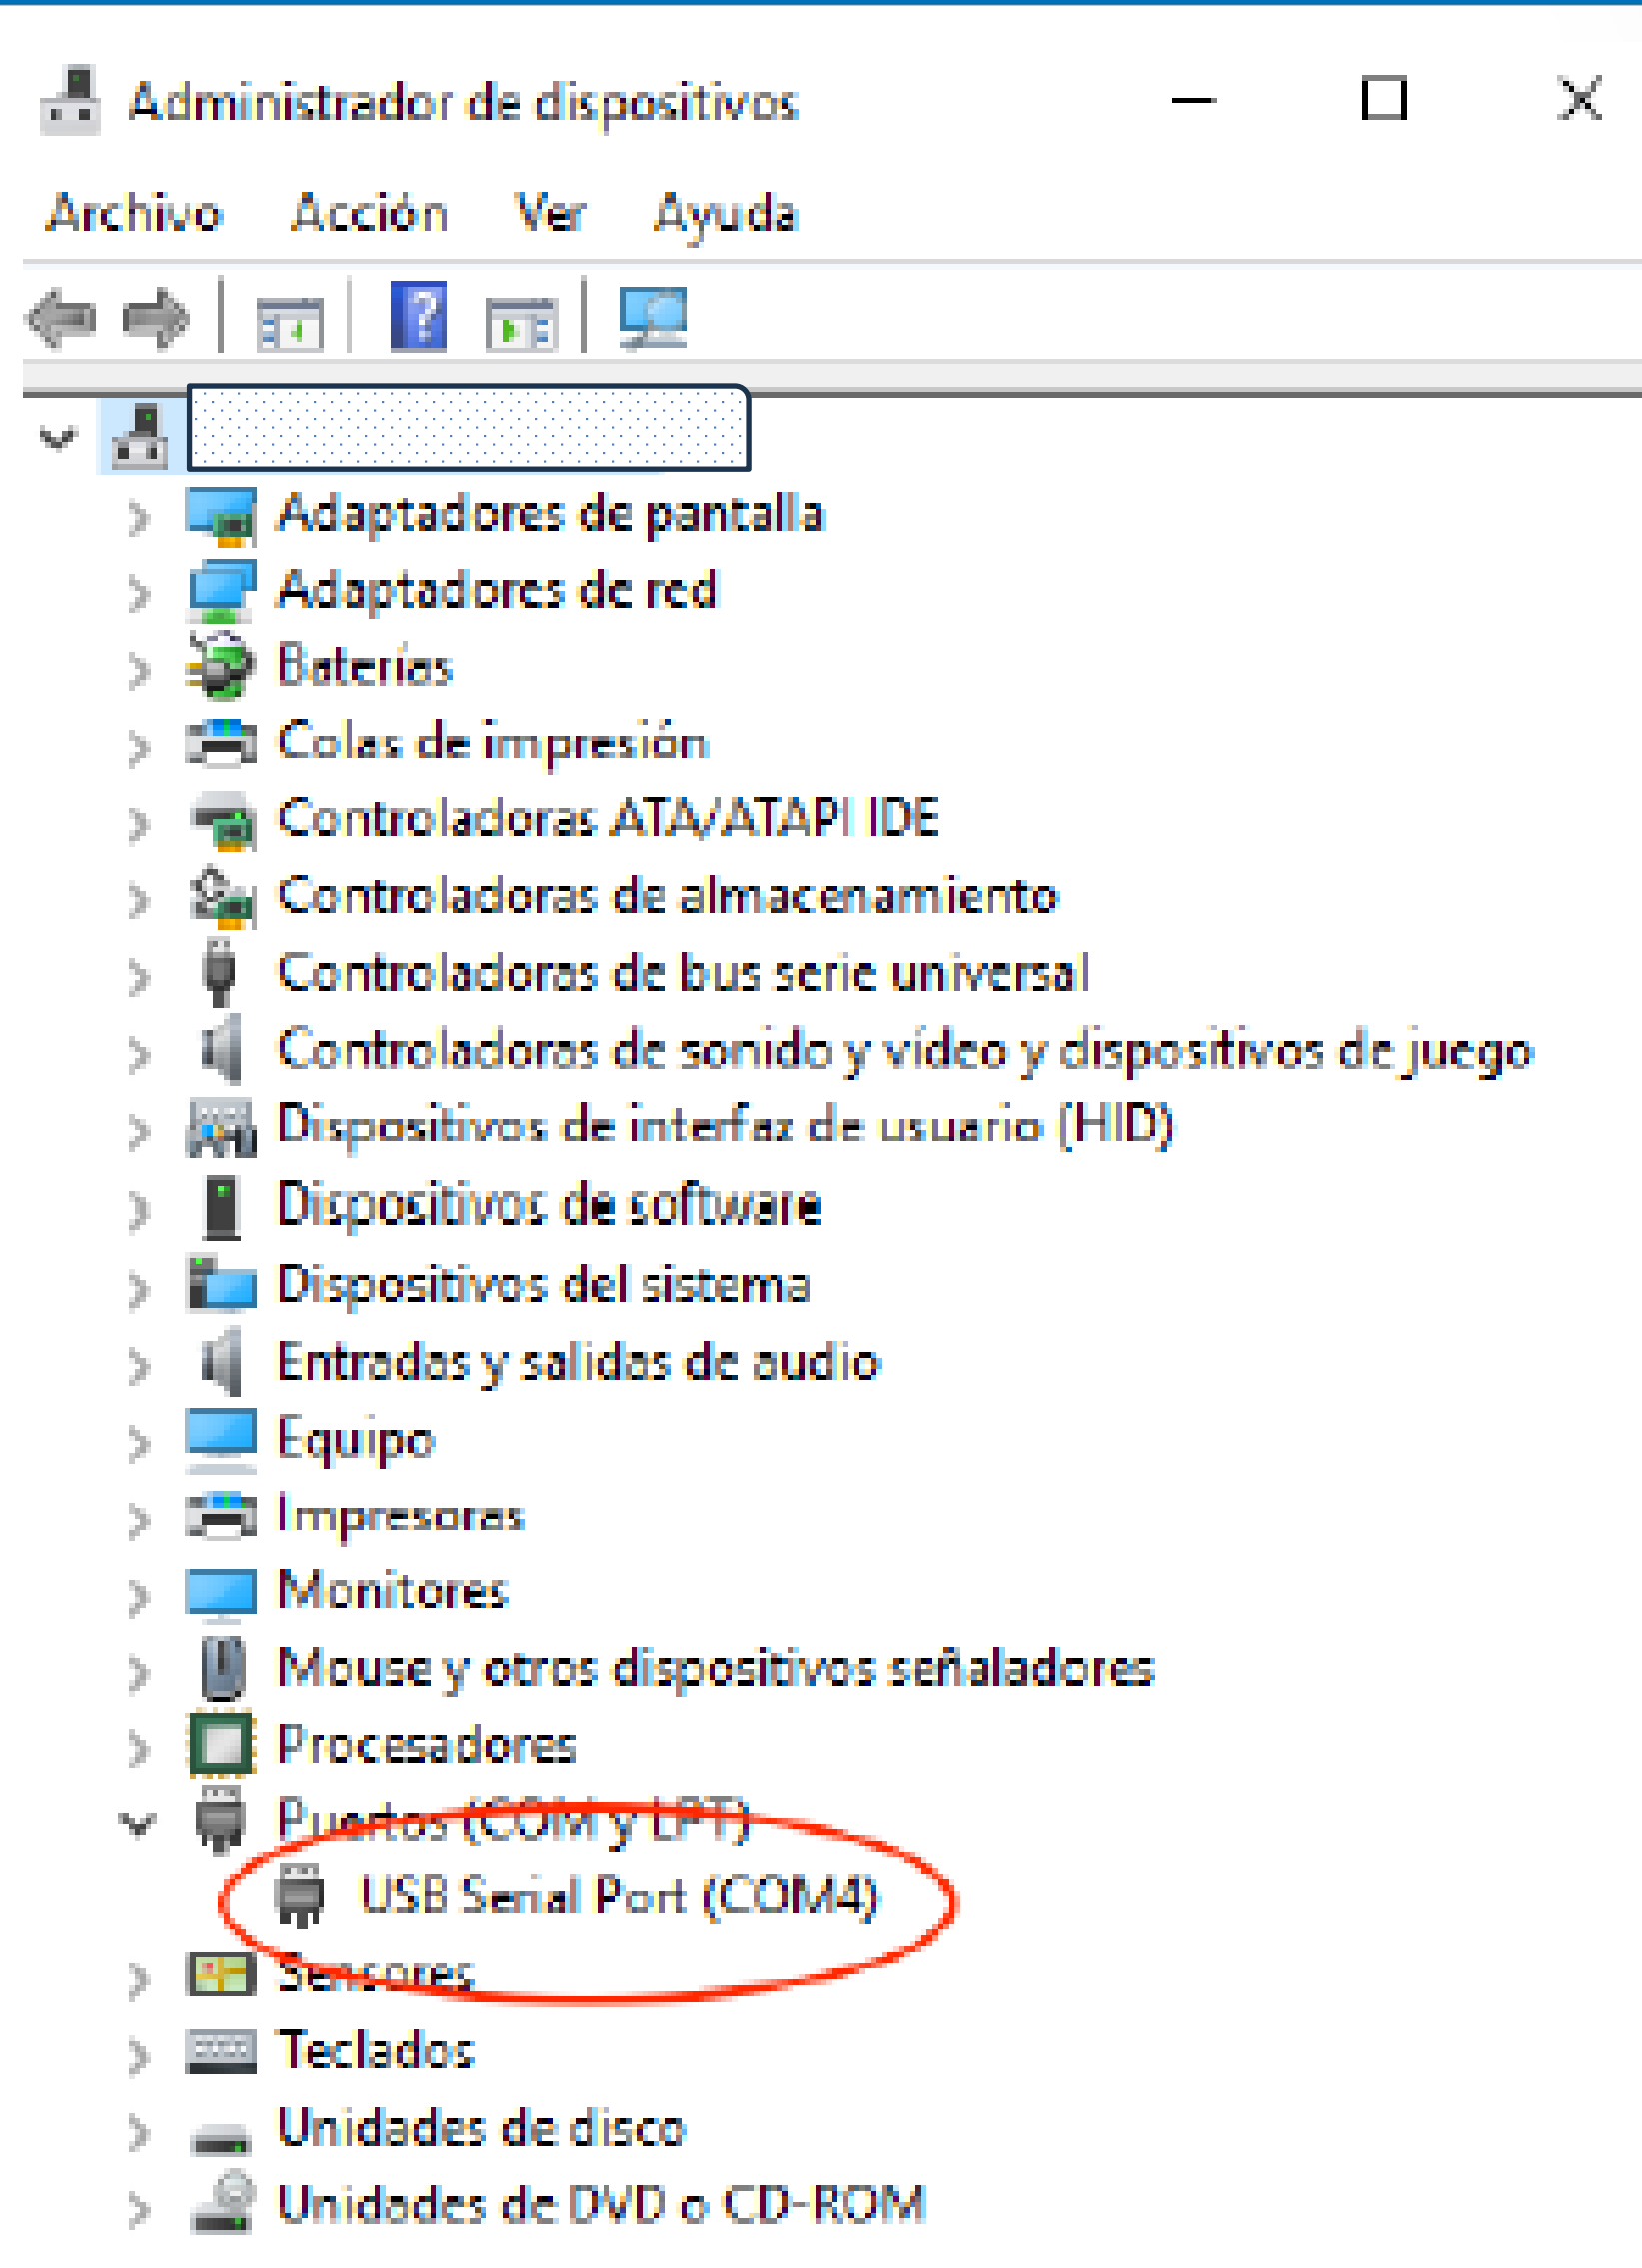 Administrador de dispositivos
Archivo Acción Ver Ayuda
Adaptadores de pantalla
Adaptadores de red
Baterías
Colas de impresión
Controladoras ATA/ATAPI IDE
Controladoras de almacenamiento
Controladoras de bus serie universal
Controladoras de sonido y vídeo y dispositivos de juego
Dispositivos de interfaz de usuario (HID)
Dispositivos de software
Dispositivos del sistema
Entradas y salidas de audio
Equipo
Impresoras
Monitores
Mouse y otros dispositivos señaladores
Procesadores
Puertos (COM y LPT)
USB Serial Port (COM4)
Sensores
Teclados
Unidades de disco
Unidades de DVD o CD-ROM